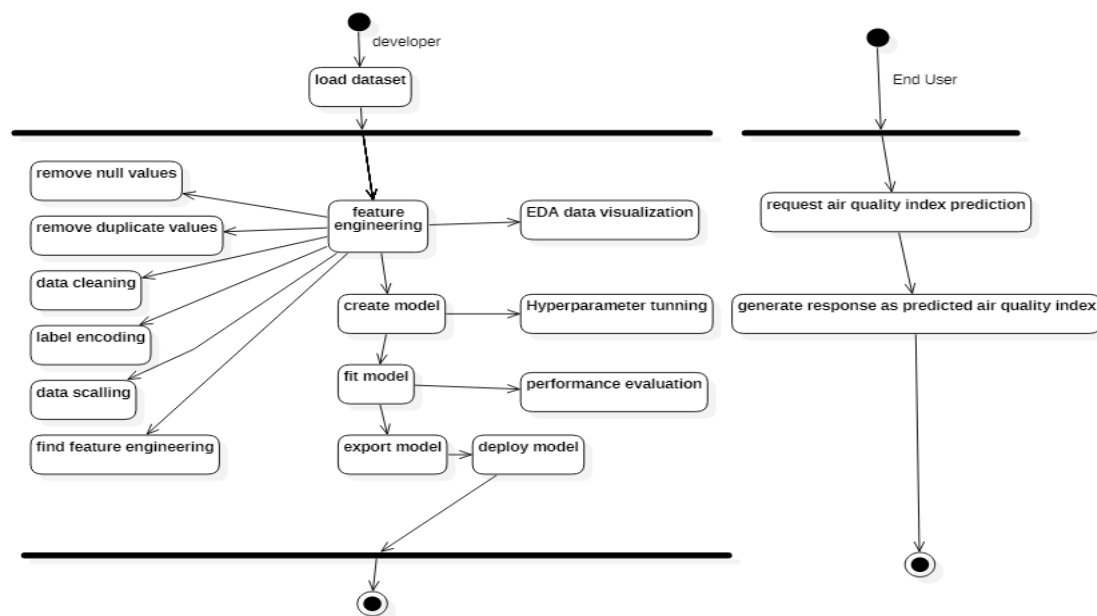 developer
load dataset
End User
remove null values
feature
engineering
EDA data visualization
request air quality index prediction
remove duplicate values
data cleaning
create model
Hyperparameter tunning
generate response as predicted air quality index
label encoding
fit model
performance evaluation
data scalling
find feature engineering
export model
deploy model